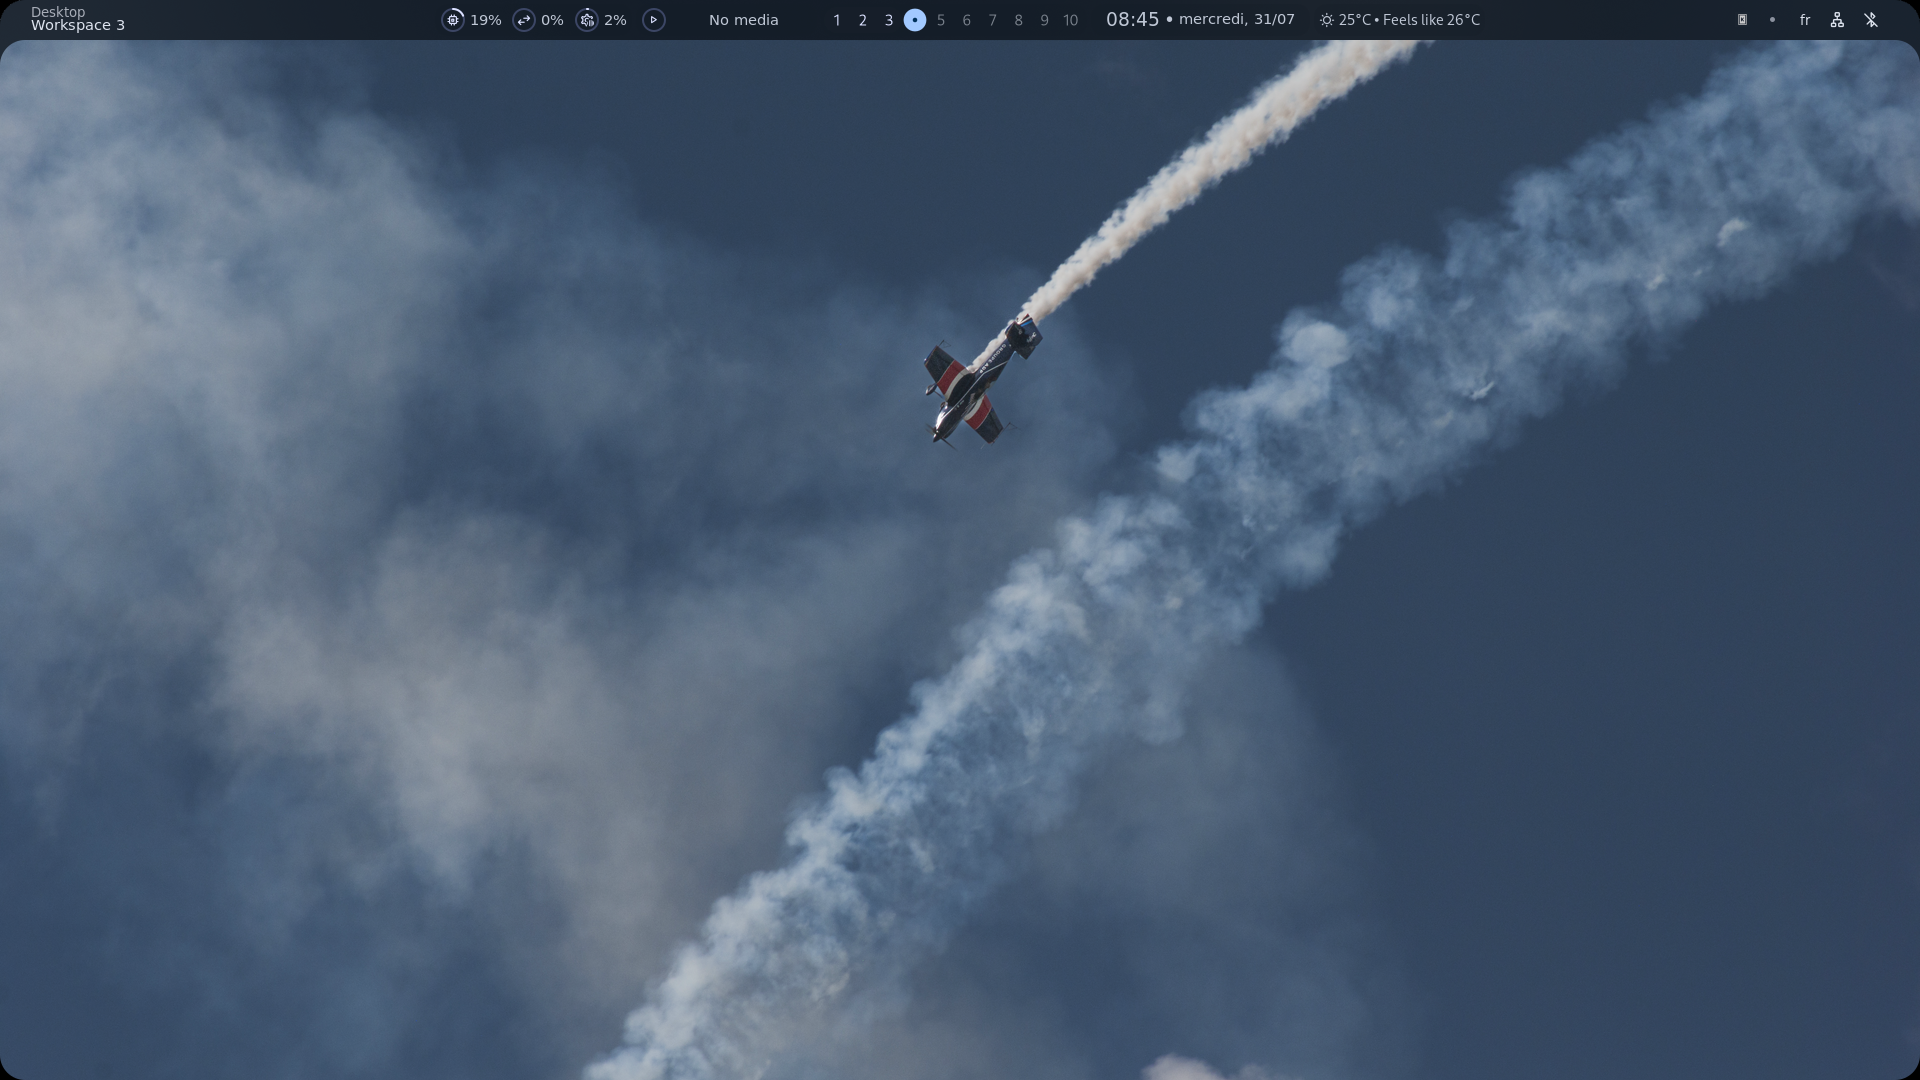 Desktop
Workspace 3
19% 0% 2% No media 1 2 3 5 6 7 8 9 10 08:45 • mercredi, 31/07 25°C • Feels like 26°C fr